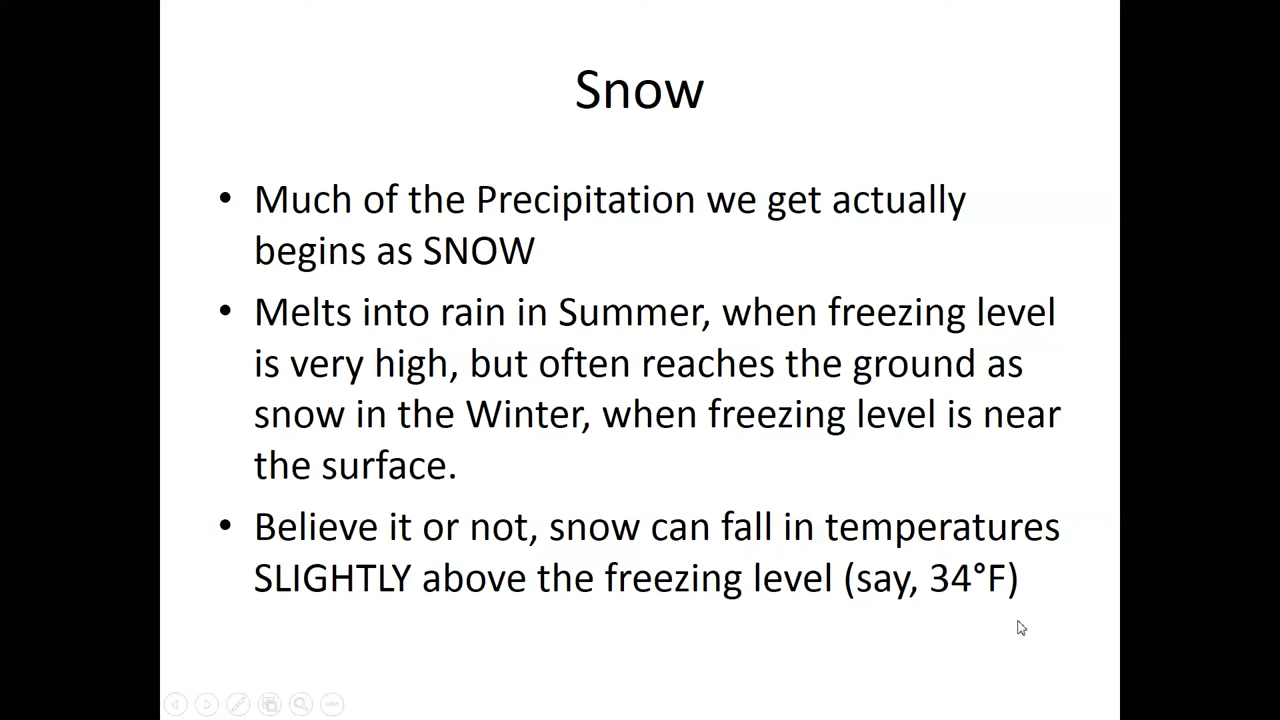 Snow
• Much of the Precipitation we get actually
begins as SNOW
• Melts into rain in Summer, when freezing level
is very high, but often reaches the ground as
snow in the Winter, when freezing level is near
the surface.
• Believe it or not, snow can fall in temperatures
SLIGHTLY above the freezing level (say, 34°F)